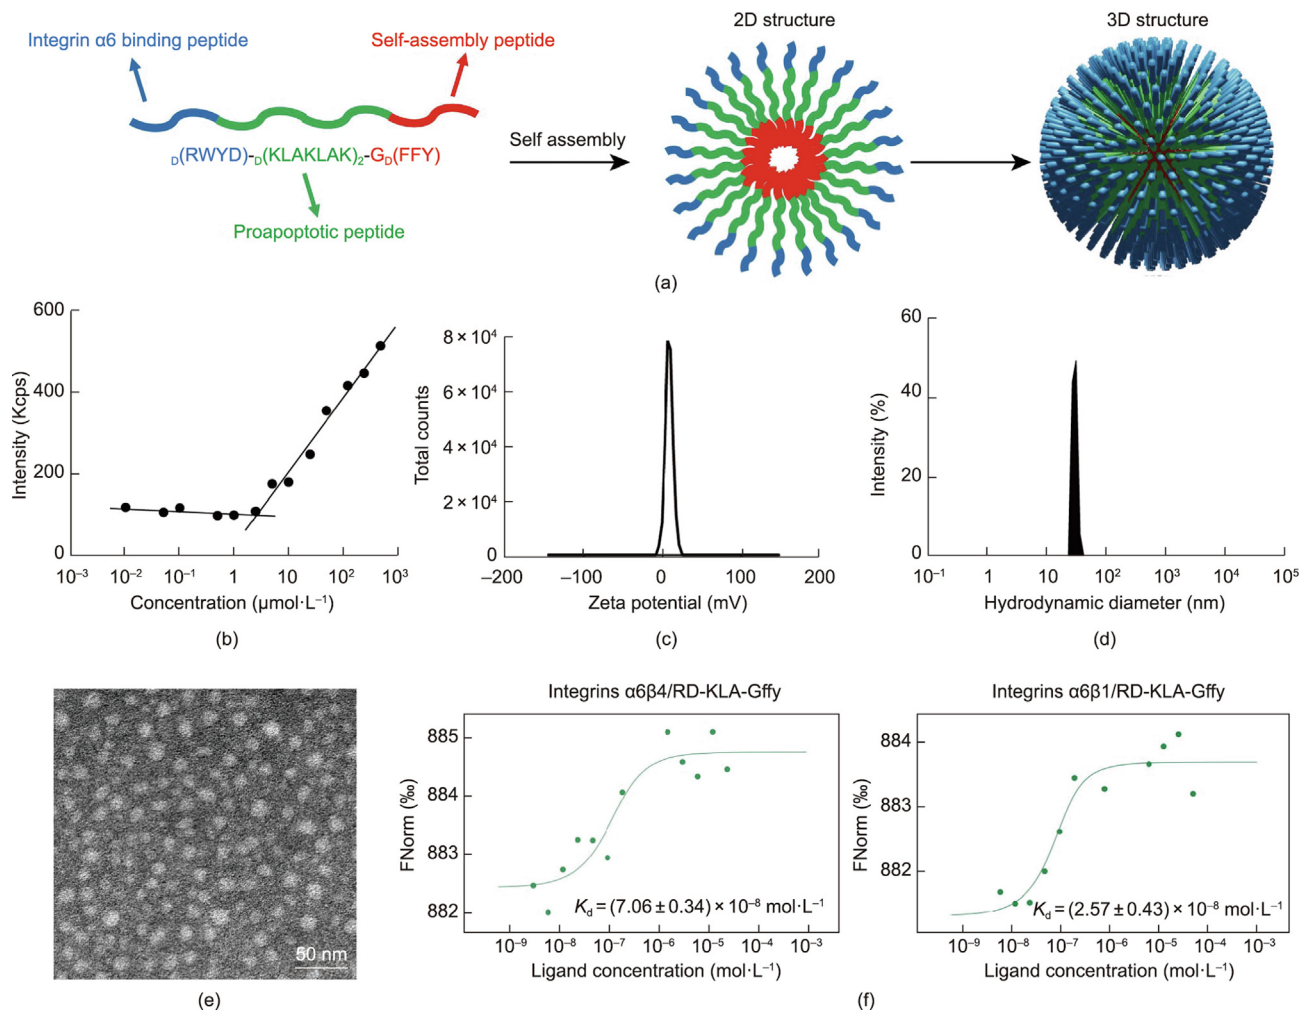 2D structure
3D structure
Integrin α6 binding peptide
Self-assembly peptide
Self assembly
D(RWYD)-D(KLAKLAK)2-GD(FFY)
Proapoptotic peptide
(a)
600
400
200
0
Intensity (Kcps)
10⁻³ 10⁻² 10⁻¹ 1 10 10² 10³
Concentration (μmol·L⁻¹)
(b)
8 × 10⁴
6 × 10⁴
4 × 10⁴
2 × 10⁴
0
Total counts
–200 –100 0 100 200
Zeta potential (mV)
(c)
60
40
20
0
Intensity (%)
10⁻¹ 1 10 10² 10³ 10⁴ 10⁵
Hydrodynamic diameter (nm)
(d)
50 nm
(e)
Integrins α6β4/RD-KLA-Gffy
885
884
883
882
FNorm (‰)
Kd = (7.06 ± 0.34) × 10⁻⁸ mol·L⁻¹
10⁻⁹ 10⁻⁸ 10⁻⁷ 10⁻⁶ 10⁻⁵ 10⁻⁴ 10⁻³
Ligand concentration (mol·L⁻¹)
Integrins α6β1/RD-KLA-Gffy
884
883
882
FNorm (‰)
Kd = (2.57 ± 0.43) × 10⁻⁸ mol·L⁻¹
10⁻⁹ 10⁻⁸ 10⁻⁷ 10⁻⁶ 10⁻⁵ 10⁻⁴ 10⁻³
Ligand concentration (mol·L⁻¹)
(f)